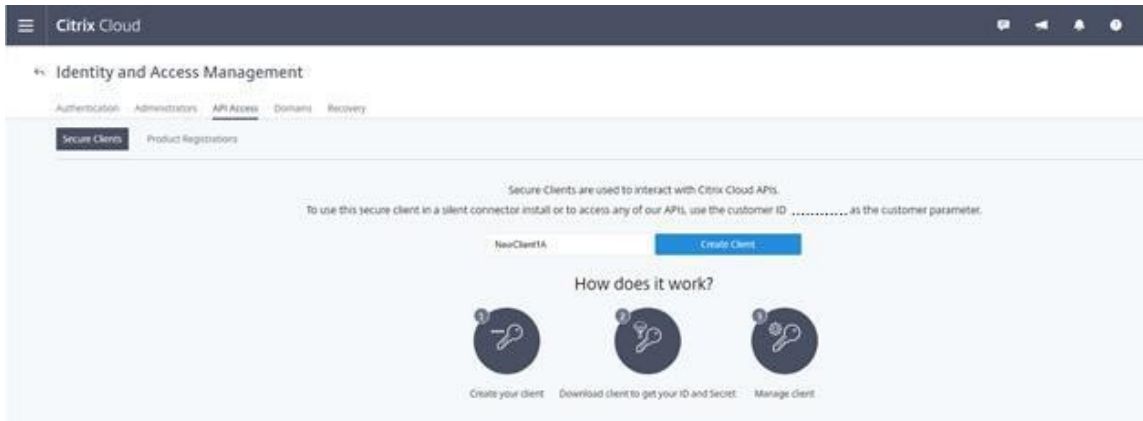 Citrix Cloud
Identity and Access Management
Authentication Administrators API Access Domains Recovery
Secure Clients Product Registrations
Secure Clients are used to interact with Citrix Cloud APIs.
To use this secure client in a silent connector install or to access any of our APIs, use the customer ID ............ as the customer parameter.
NewClient1A Create Client
How does it work?
1 2 3
Create your client Download client to get your ID and Secret Manage client